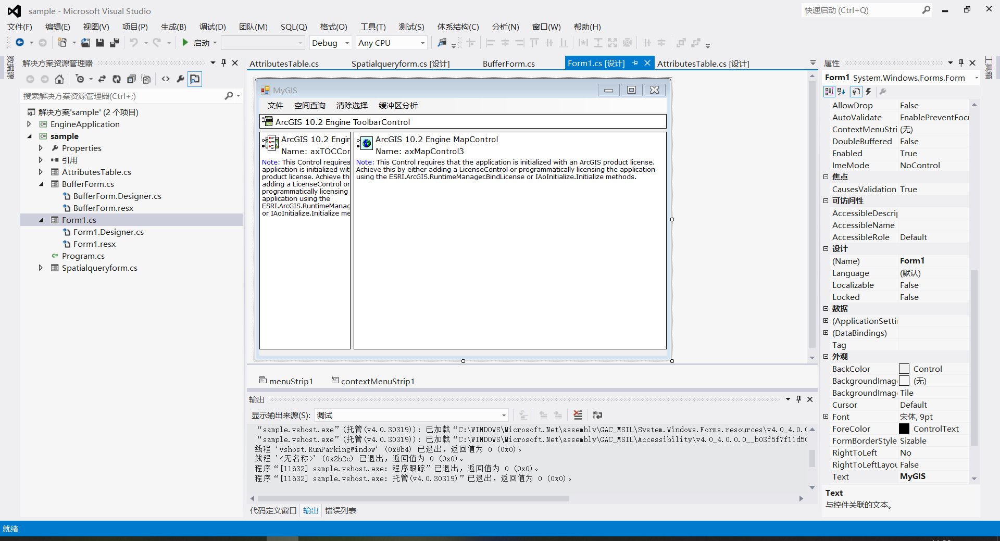 sample - Microsoft Visual Studio
快速启动 (Ctrl+Q)
文件(F) 编辑(E) 视图(V) 项目(P) 生成(B) 调试(D) 团队(M) SQL(Q) 格式(O) 工具(T) 测试(S) 体系结构(C) 分析(N) 窗口(W) 帮助(H)
启动 Debug Any CPU
数据源
解决方案资源管理器
搜索解决方案资源管理器(Ctrl+;)
解决方案'sample' (2 个项目)
EngineApplication
sample
Properties
引用
AttributesTable.cs
BufferForm.cs
BufferForm.Designer.cs
BufferForm.resx
Form1.cs
Form1.Designer.cs
Form1.resx
Program.cs
Spatialqueryform.cs
AttributesTable.cs Spatialqueryform.cs [设计] BufferForm.cs Form1.cs [设计] AttributesTable.cs [设计]
MyGIS
文件 空间查询 清除选择 缓冲区分析
ArcGIS 10.2 Engine ToolbarControl
ArcGIS 10.2 Engin
Name: axTOCCor
Note: This Control requires
application is initialized wit
product license. Achieve th
adding a LicenseControl or
programmatically licensing
application using the
ESRI.ArcGIS.RuntimeManag
or IAoInitialize.Initialize me
ArcGIS 10.2 Engine MapControl
Name: axMapControl3
Note: This Control requires that the application is initialized with an ArcGIS product license.
Achieve this by either adding a LicenseControl or programmatically licensing the application
using the ESRI.ArcGIS.RuntimeManager.BindLicense or IAoInitialize.Initialize methods.
menuStrip1 contextMenuStrip1
输出
显示输出来源(S): 调试
“sample.vshost.exe”(托管(v4.0.30319)): 已加载“C:\WINDOWS\Microsoft.Net\assembly\GAC_MSIL\System.Windows.Forms.resources\v4.0_4.0.(
“sample.vshost.exe”(托管(v4.0.30319)): 已加载“C:\WINDOWS\Microsoft.Net\assembly\GAC_MSIL\Accessibility\v4.0_4.0.0.0__b03f5f7f11d50
线程 'vshost.RunParkingWindow' (0x8b4) 已退出，返回值为 0 (0x0)。
线程 '<无名称>' (0x2b2c) 已退出，返回值为 0 (0x0)。
程序“[11632] sample.vshost.exe: 程序跟踪”已退出，返回值为 0 (0x0)。
程序“[11632] sample.vshost.exe: 托管(v4.0.30319)”已退出，返回值为 0 (0x0)。
代码定义窗口 输出 错误列表
属性
Form1 System.Windows.Forms.Form
AllowDrop False
AutoValidate EnablePreventFocu
ContextMenuStri (无)
DoubleBuffered False
Enabled True
ImeMode NoControl
焦点
CausesValidation True
可访问性
AccessibleDescrip
AccessibleName
AccessibleRole Default
设计
(Name) Form1
Language (默认)
Localizable False
Locked False
数据
(ApplicationSettin
(DataBindings)
Tag
外观
BackColor Control
BackgroundImage (无)
BackgroundImage Tile
Cursor Default
Font 宋体, 9pt
ForeColor ControlText
FormBorderStyle Sizable
RightToLeft No
RightToLeftLayou False
Text MyGIS
Text
与控件关联的文本。
工具箱
就绪